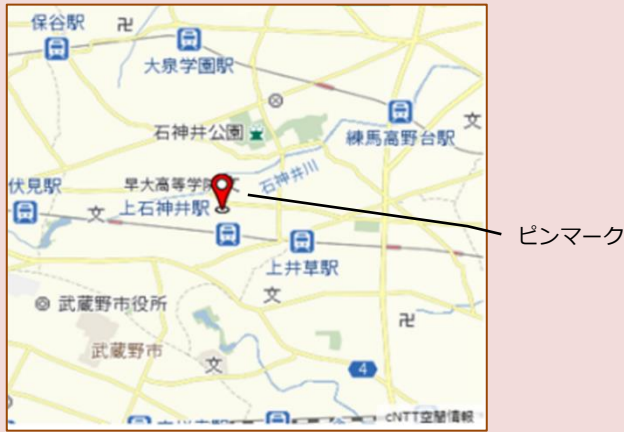 保谷駅
大泉学園駅
石神井公園
練馬高野台駅
文
早大高等学院
石神井川
伏見駅
文
上石神井駅
ピンマーク
上井草駅
文
武蔵野市役所
武蔵野市
文
4
cNTT空間情報